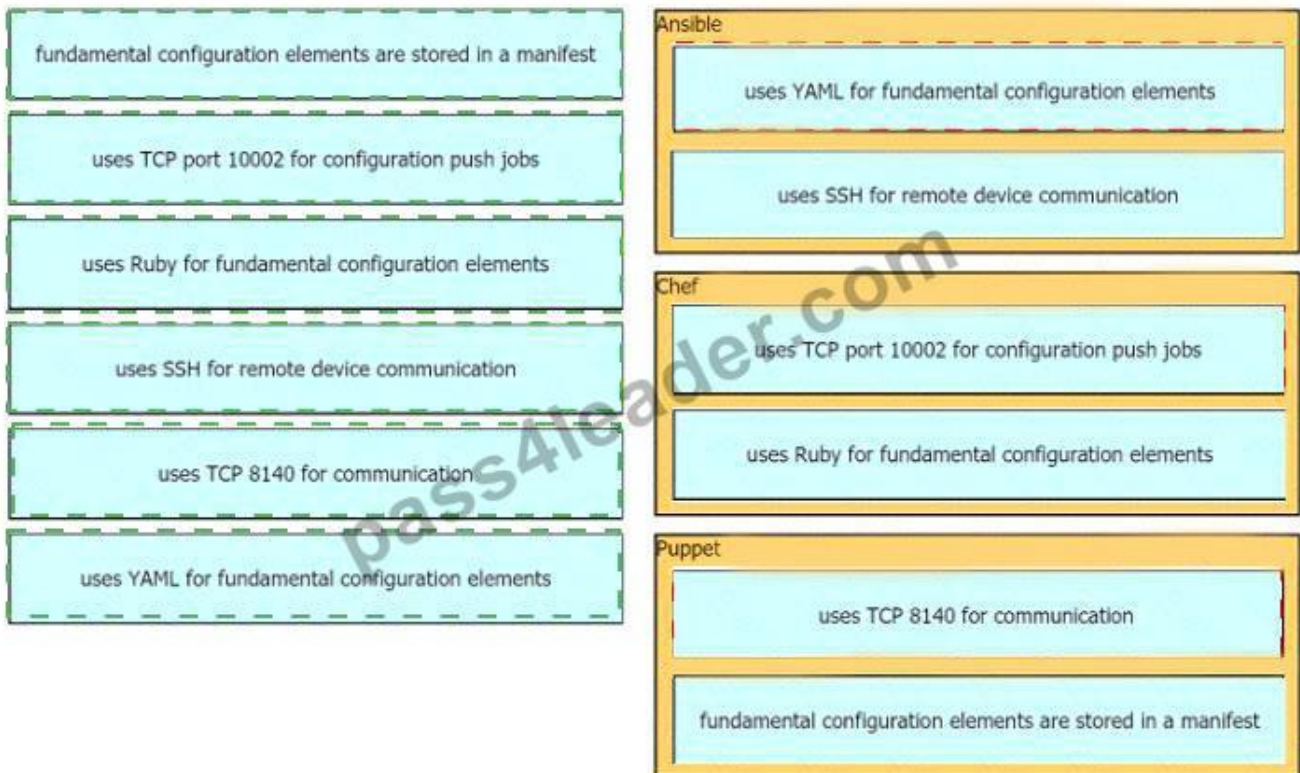 fundamental configuration elements are stored in a manifest
uses TCP port 10002 for configuration push jobs
uses Ruby for fundamental configuration elements
uses SSH for remote device communication
uses TCP 8140 for communication
uses YAML for fundamental configuration elements
Ansible
uses YAML for fundamental configuration elements
uses SSH for remote device communication
Chef
uses TCP port 10002 for configuration push jobs
uses Ruby for fundamental configuration elements
Puppet
uses TCP 8140 for communication
fundamental configuration elements are stored in a manifest
pass4leader.com